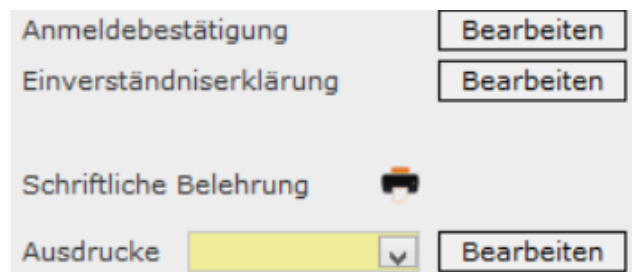 Anmeldebestätigung Bearbeiten
Einverständniserklärung Bearbeiten
Schriftliche Belehrung
Ausdrucke Bearbeiten